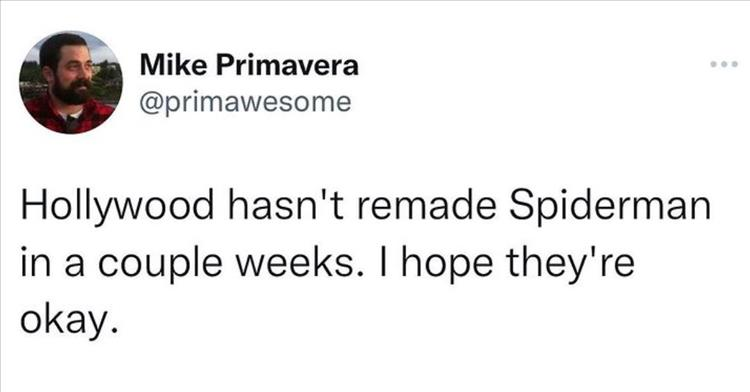 Mike Primavera
@primawesome
Hollywood hasn't remade Spiderman
in a couple weeks. I hope they're
okay.